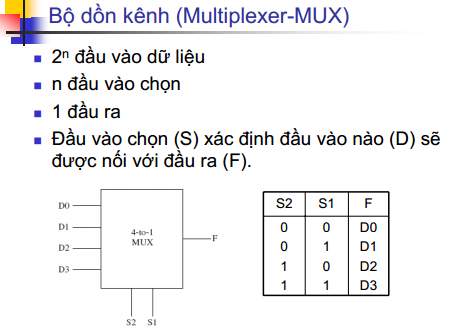 Bộ dồn kênh (Multiplexer-MUX)
2ⁿ đầu vào dữ liệu
n đầu vào chọn
1 đầu ra
Đầu vào chọn (S) xác định đầu vào nào (D) sẽ
được nối với đầu ra (F).
D0
D1
D2
D3
4-to-1
MUX
F
S2 S1
S2 S1 F
0 0 D0
0 1 D1
1 0 D2
1 1 D3